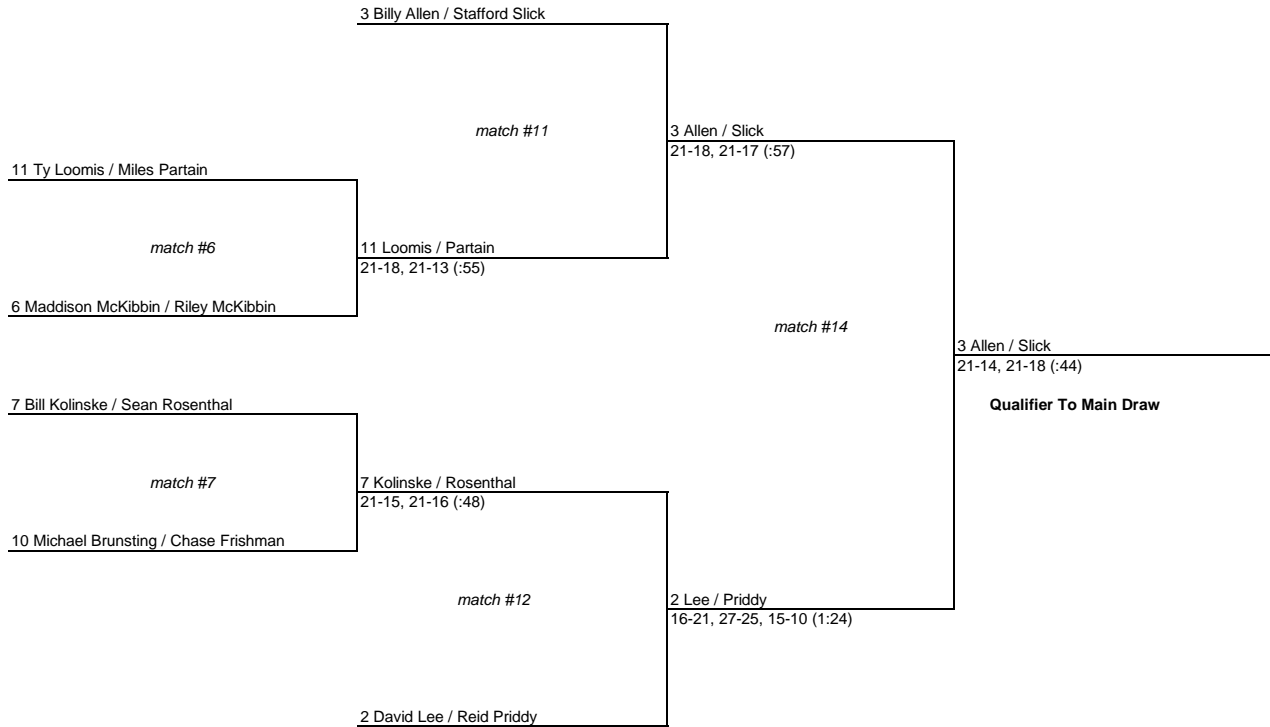 3 Billy Allen / Stafford Slick
match #11
3 Allen / Slick
21-18, 21-17 (:57)
11 Ty Loomis / Miles Partain
match #6
11 Loomis / Partain
21-18, 21-13 (:55)
6 Maddison McKibbin / Riley McKibbin
match #14
3 Allen / Slick
21-14, 21-18 (:44)
Qualifier To Main Draw
7 Bill Kolinske / Sean Rosenthal
match #7
7 Kolinske / Rosenthal
21-15, 21-16 (:48)
10 Michael Brunsting / Chase Frishman
match #12
2 Lee / Priddy
16-21, 27-25, 15-10 (1:24)
2 David Lee / Reid Priddy